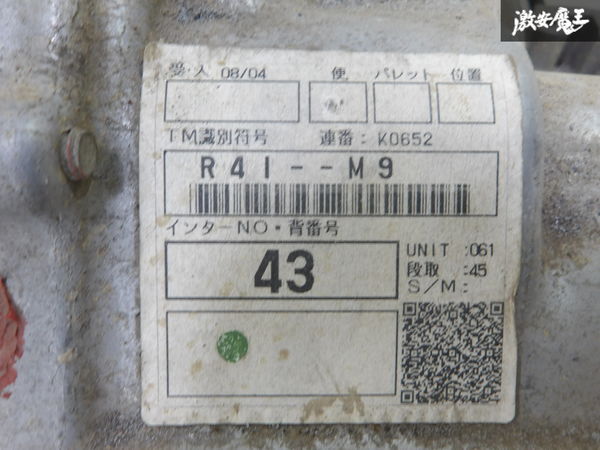 激安魔王
受・入 08/04 便 パレット 位置
TM識別符号 連番: K0652
R41--M9
インターNO・背番号
43
UNIT :061
段取 :45
S/M: